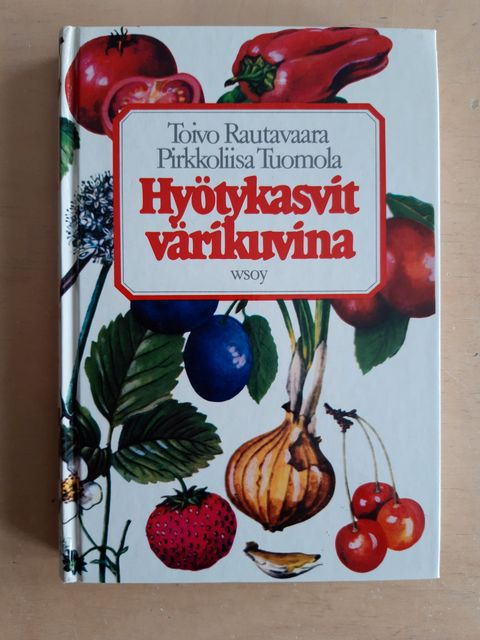 Toivo Rautavaara
Pirkkoliisa Tuomola
Hyötykasvit
värikuvina
wsoy